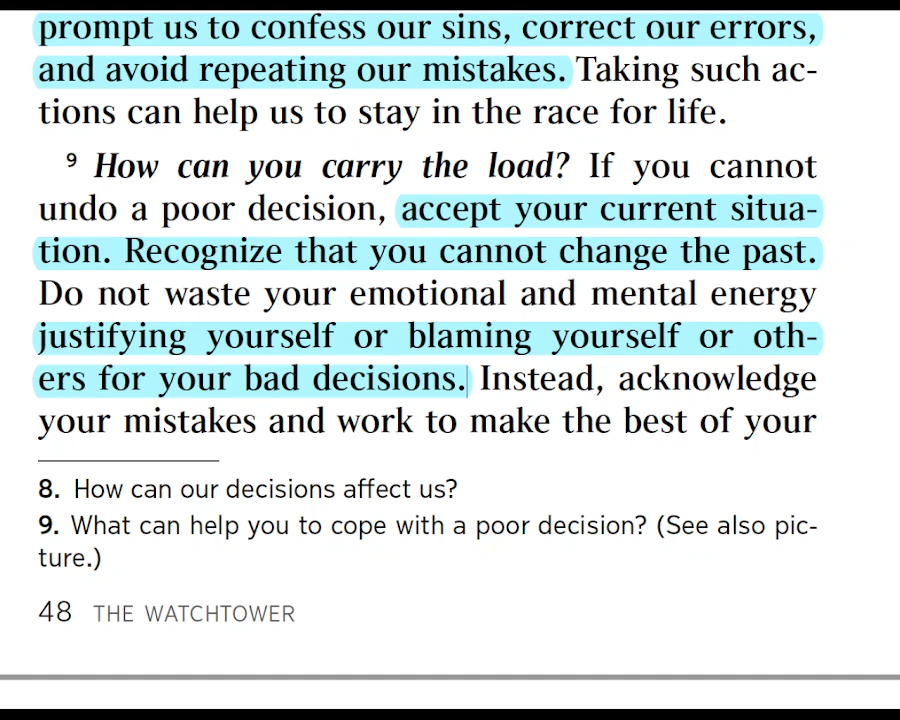 prompt us to confess our sins, correct our errors,
and avoid repeating our mistakes. Taking such ac-
tions can help us to stay in the race for life.
9 How can you carry the load? If you cannot
undo a poor decision, accept your current situa-
tion. Recognize that you cannot change the past.
Do not waste your emotional and mental energy
justifying yourself or blaming yourself or oth-
ers for your bad decisions. Instead, acknowledge
your mistakes and work to make the best of your
8. How can our decisions affect us?
9. What can help you to cope with a poor decision? (See also pic-
ture.)
48 THE WATCHTOWER